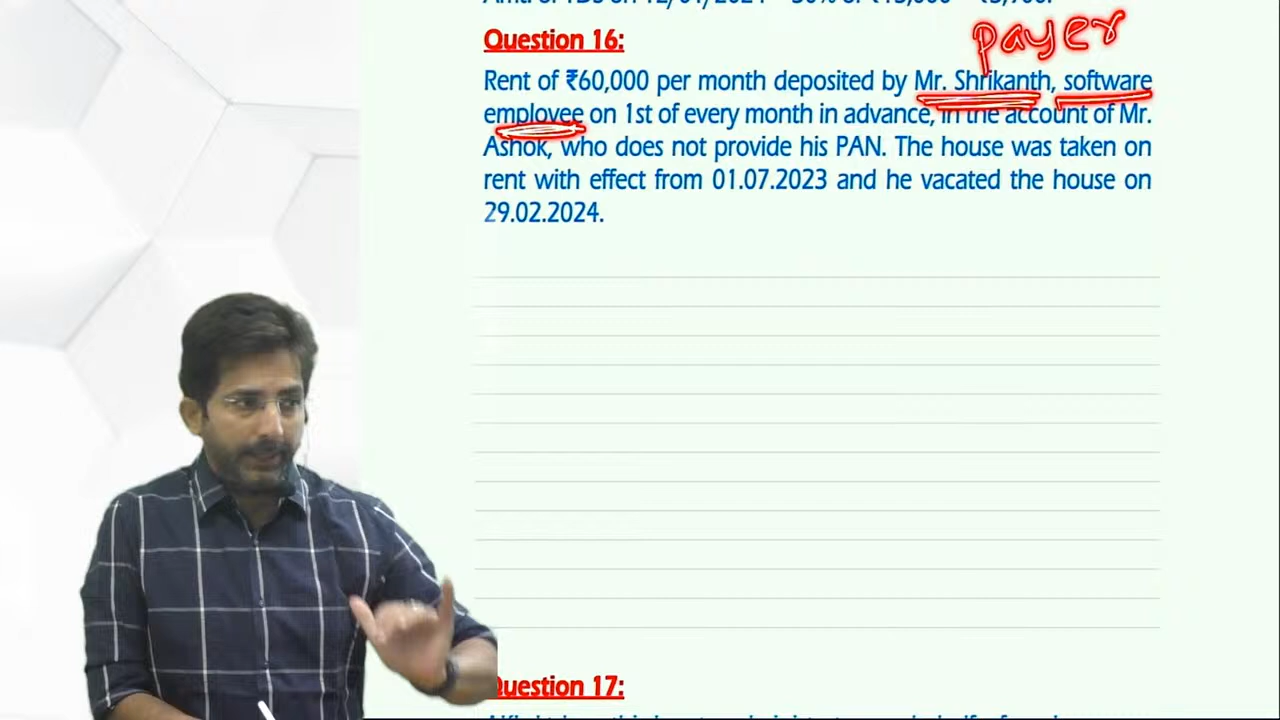 payer
Question 16:
Rent of ₹60,000 per month deposited by Mr. Shrikanth, software
employee on 1st of every month in advance, in the account of Mr.
Ashok, who does not provide his PAN. The house was taken on
rent with effect from 01.07.2023 and he vacated the house on
29.02.2024.
Question 17: